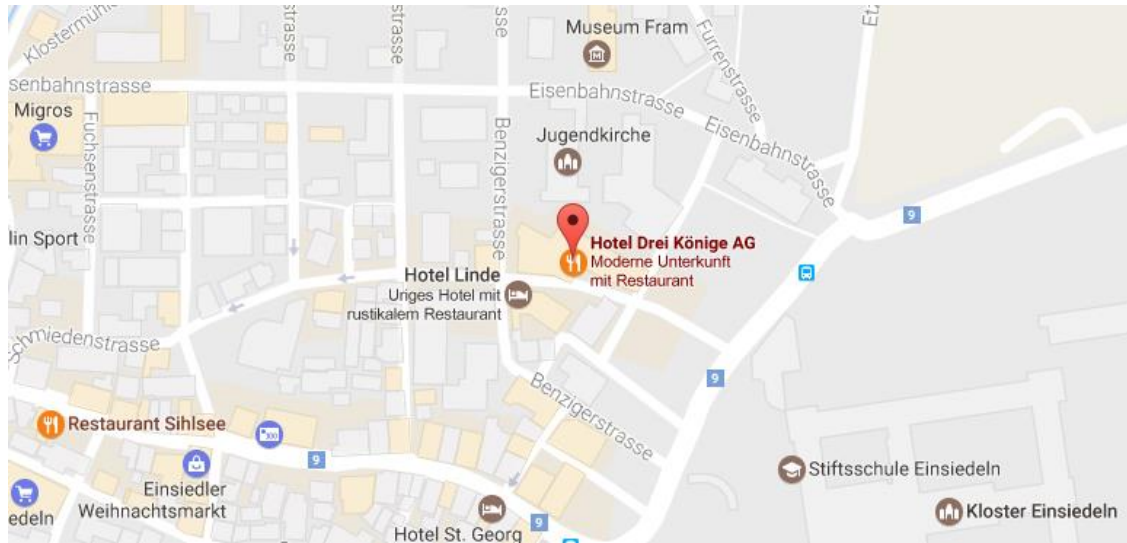 Klostermühl
sse
strasse
strasse
Museum Fram
Furrenstrasse
Etz
senbahnstrasse
Eisenbahnstrasse
Migros
Fuchsenstrasse
Benzigerstrasse
Jugendkirche
Eisenbahnstrasse
9
lin Sport
Hotel Drei Könige AG
Moderne Unterkunft
mit Restaurant
Hotel Linde
Uriges Hotel mit
rustikalem Restaurant
Schmiedenstrasse
9
Benzigerstrasse
Restaurant Sihlsee
9
Stiftsschule Einsiedeln
Einsiedler
Weihnachtsmarkt
edeln
Hotel St. Georg
9
Kloster Einsiedeln